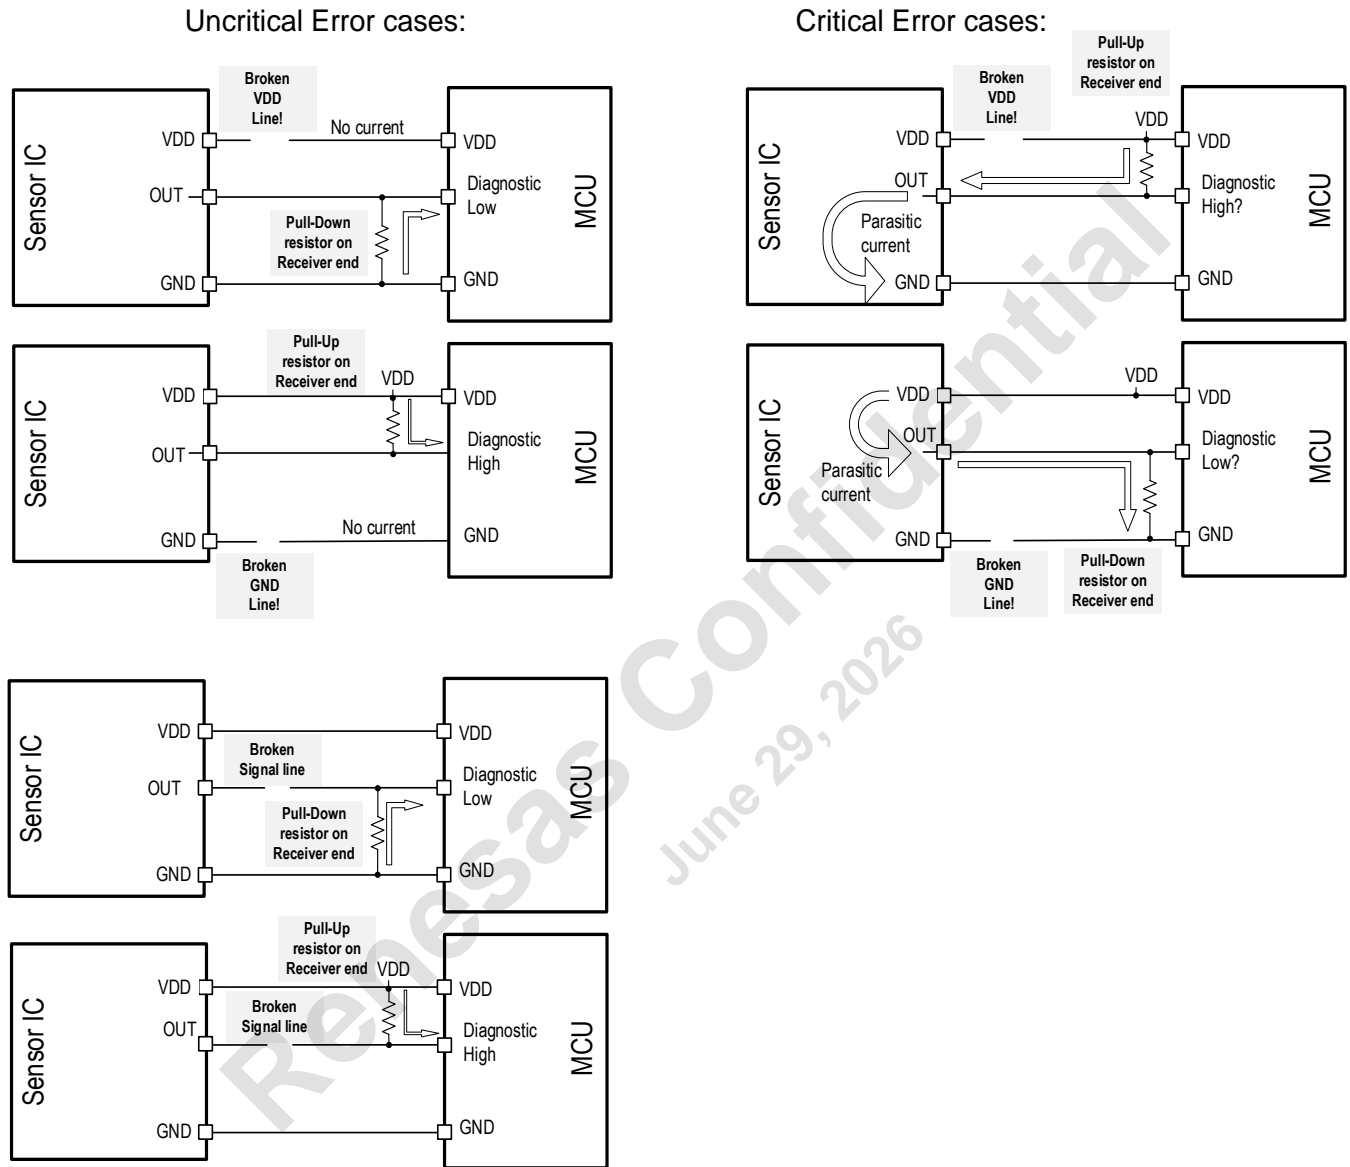 Uncritical Error cases:
Broken
VDD
Line!
No current
Sensor IC
VDD
OUT
GND
Pull-Down
resistor on
Receiver end
VDD
Diagnostic
Low
GND
MCU
Pull-Up
resistor on
Receiver end
VDD
Sensor IC
VDD
OUT
GND
No current
Broken
GND
Line!
VDD
Diagnostic
High
GND
MCU
Sensor IC
VDD
OUT
GND
Broken
Signal line
Pull-Down
resistor on
Receiver end
VDD
Diagnostic
Low
GND
MCU
Pull-Up
resistor on
Receiver end
VDD
Sensor IC
VDD
OUT
GND
Broken
Signal line
VDD
Diagnostic
High
GND
MCU
Critical Error cases:
Pull-Up
resistor on
Receiver end
Broken
VDD
Line!
VDD
Sensor IC
VDD
OUT
Parasitic
current
GND
VDD
Diagnostic
High?
GND
MCU
VDD
Sensor IC
VDD
OUT
Parasitic
current
GND
Broken
GND
Line!
Pull-Down
resistor on
Receiver end
VDD
Diagnostic
Low?
GND
MCU
Renesas Confidential
June 29, 2026